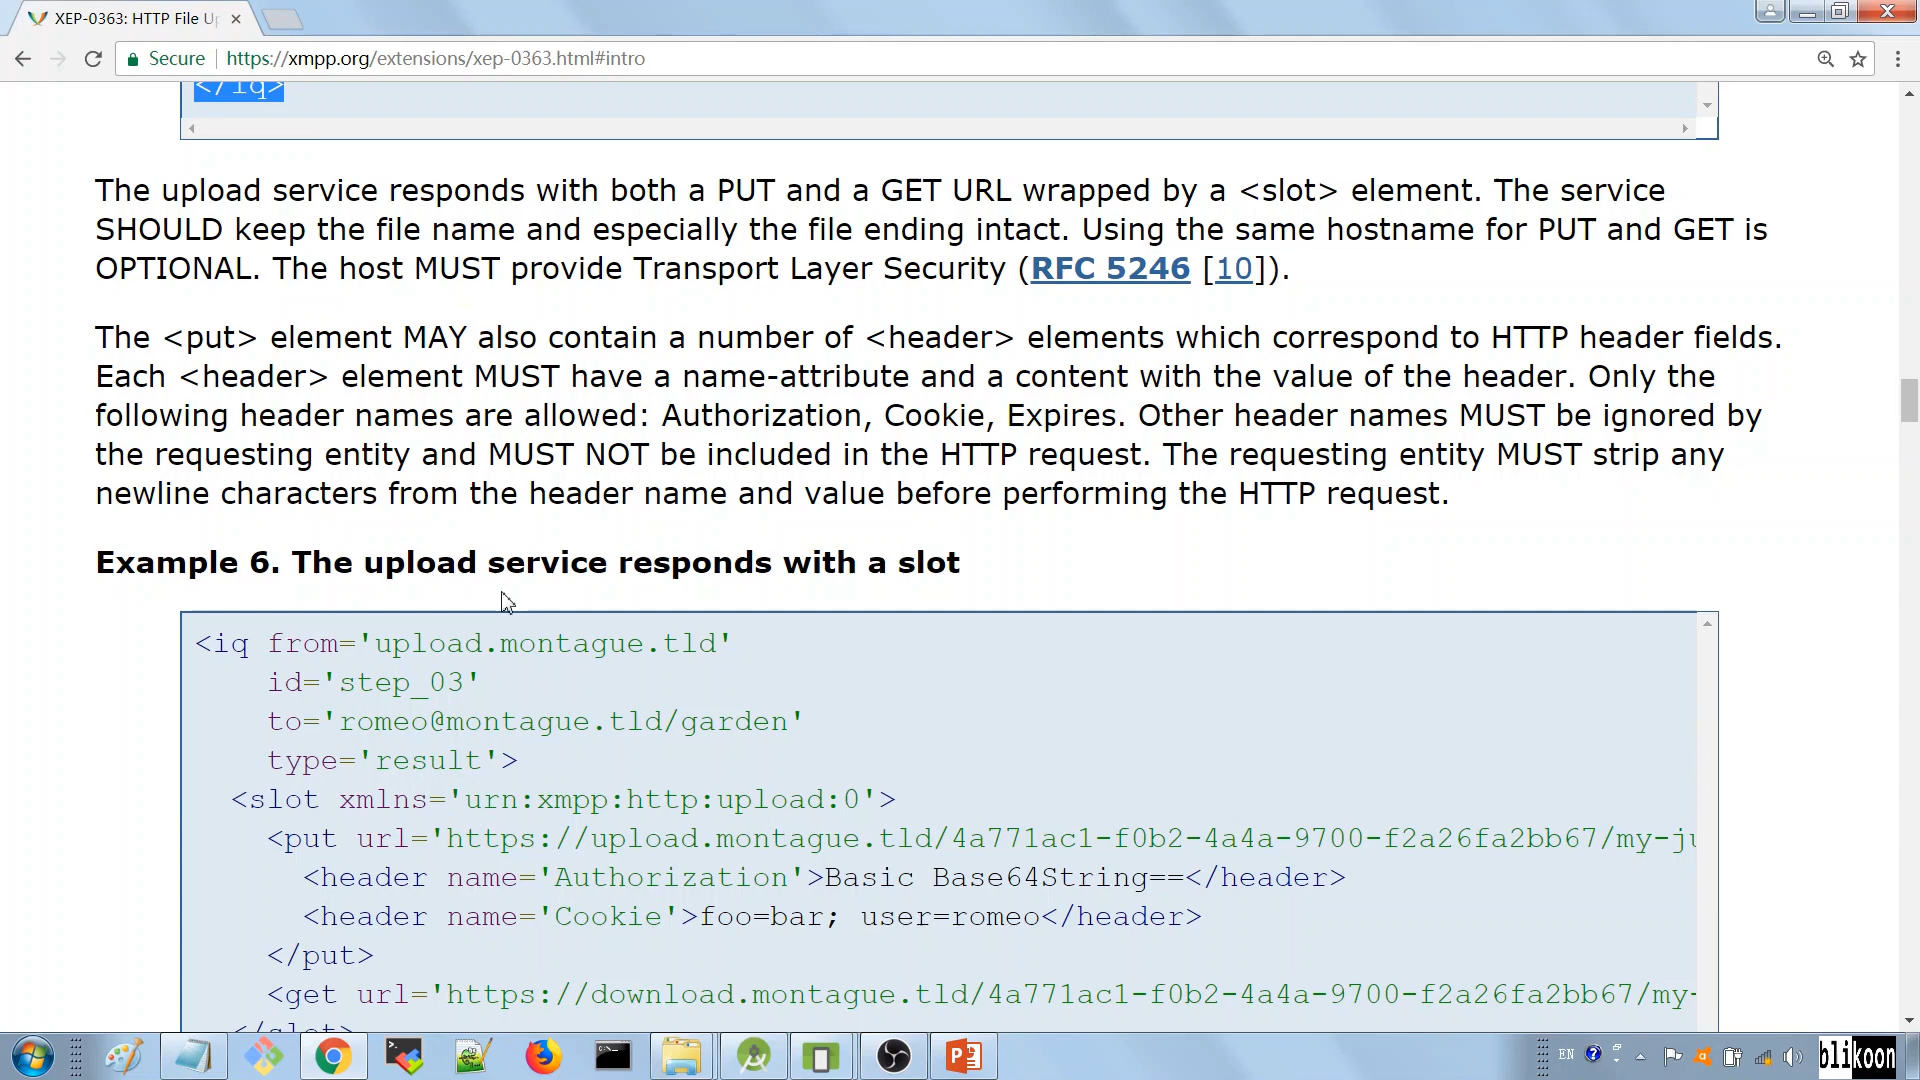 XEP-0363: HTTP File Up
Secure
https://xmpp.org/extensions/xep-0363.html#intro
</iq>
The upload service responds with both a PUT and a GET URL wrapped by a <slot> element. The service
SHOULD keep the file name and especially the file ending intact. Using the same hostname for PUT and GET is
OPTIONAL. The host MUST provide Transport Layer Security (RFC 5246 [10]).
The <put> element MAY also contain a number of <header> elements which correspond to HTTP header fields.
Each <header> element MUST have a name-attribute and a content with the value of the header. Only the
following header names are allowed: Authorization, Cookie, Expires. Other header names MUST be ignored by
the requesting entity and MUST NOT be included in the HTTP request. The requesting entity MUST strip any
newline characters from the header name and value before performing the HTTP request.
Example 6. The upload service responds with a slot
<iq from='upload.montague.tld'
id='step_03'
to='romeo@montague.tld/garden'
type='result'>
<slot xmlns='urn:xmpp:http:upload:0'>
<put url='https://upload.montague.tld/4a771ac1-f0b2-4a4a-9700-f2a26fa2bb67/my-ju
<header name='Authorization'>Basic Base64String==</header>
<header name='Cookie'>foo=bar; user=romeo</header>
</put>
<get url='https://download.montague.tld/4a771ac1-f0b2-4a4a-9700-f2a26fa2bb67/my-
</slot>
EN
blikoon